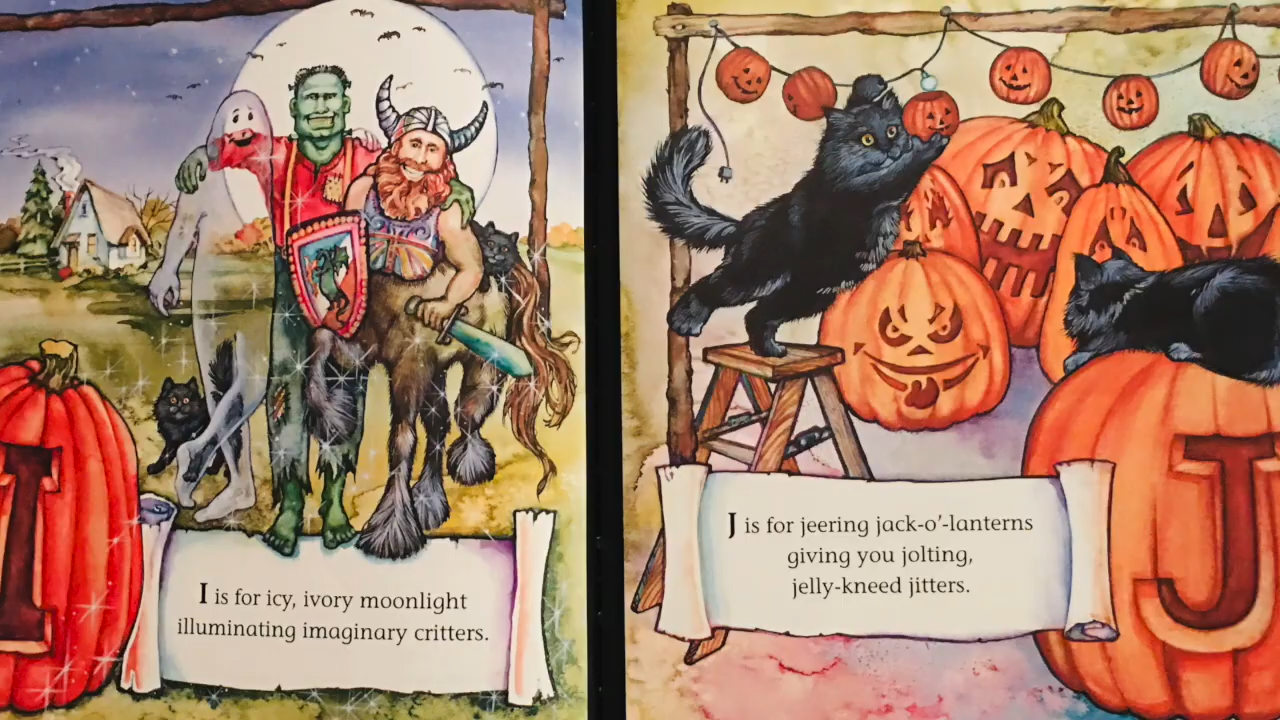 I
I is for icy, ivory moonlight
illuminating imaginary critters.
J is for jeering jack-o'-lanterns
giving you jolting,
jelly-kneed jitters.
J